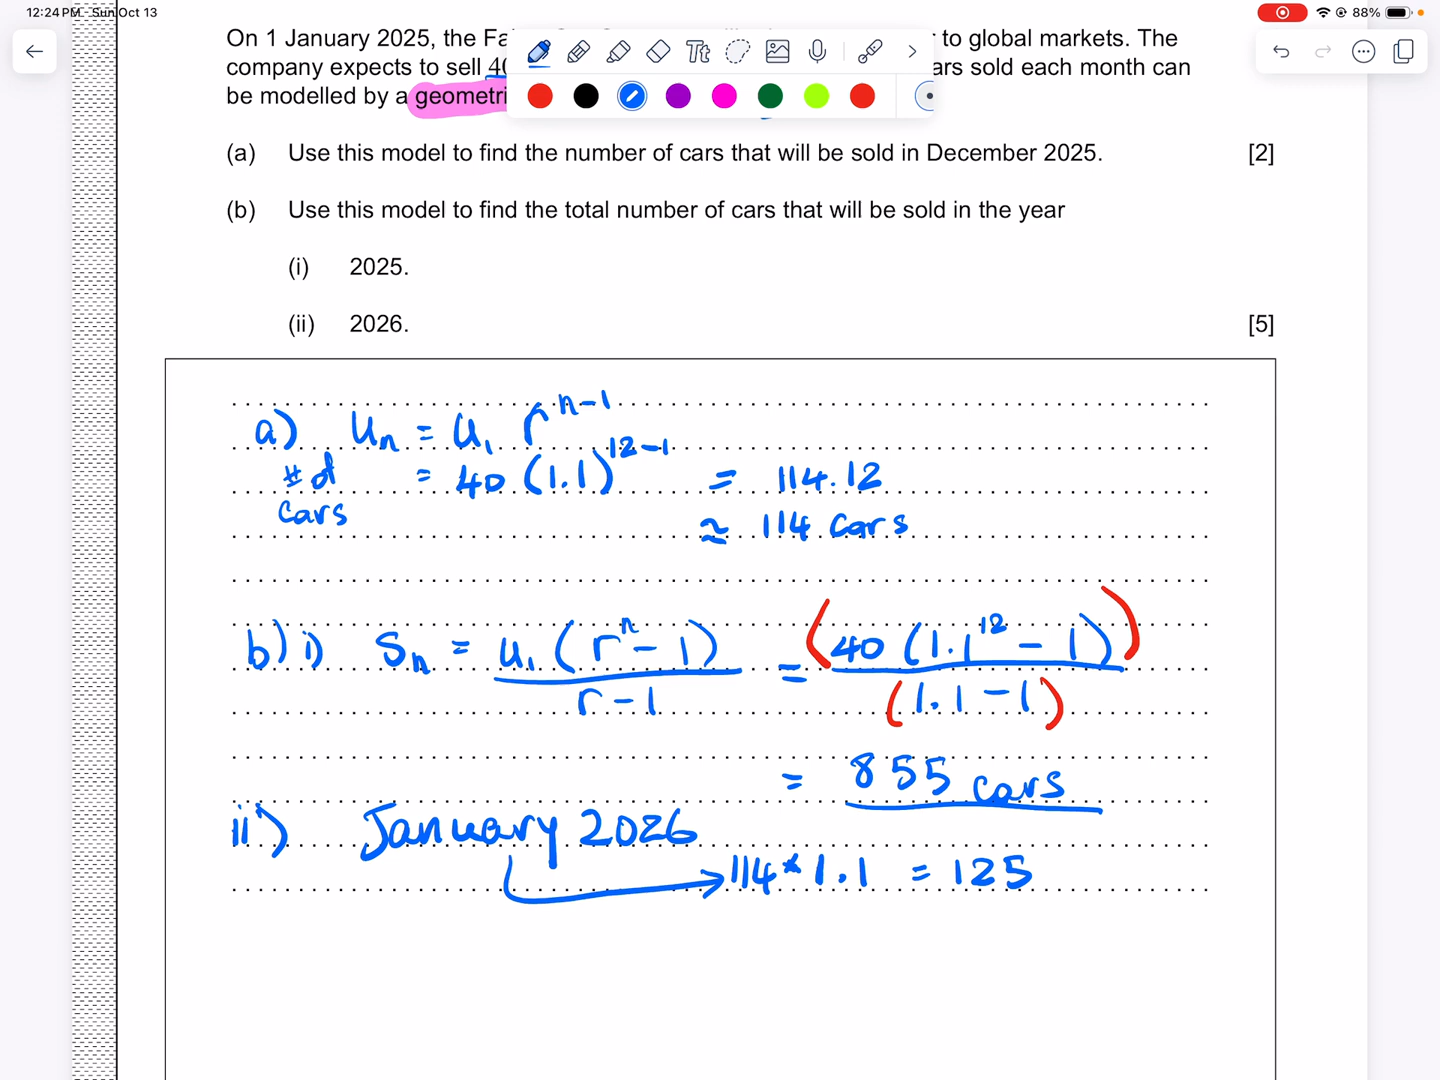 12:24 PM Sun Oct 13
88%
On 1 January 2025, the Fa to global markets. The
company expects to sell 40 ars sold each month can
be modelled by a geometri
Tt
(a) Use this model to find the number of cars that will be sold in December 2025. [2]
(b) Use this model to find the total number of cars that will be sold in the year
(i) 2025.
(ii) 2026. [5]
a) uₙ = u₁ rⁿ⁻¹
# of cars = 40 (1.1)¹²⁻¹ = 114.12
≈ 114 cars
b) i) Sₙ = u₁ (rⁿ - 1) / r - 1 = (40 (1.1¹² - 1)) / (1.1 - 1)
= 855 cars
ii) January 2026
114 * 1.1 = 125